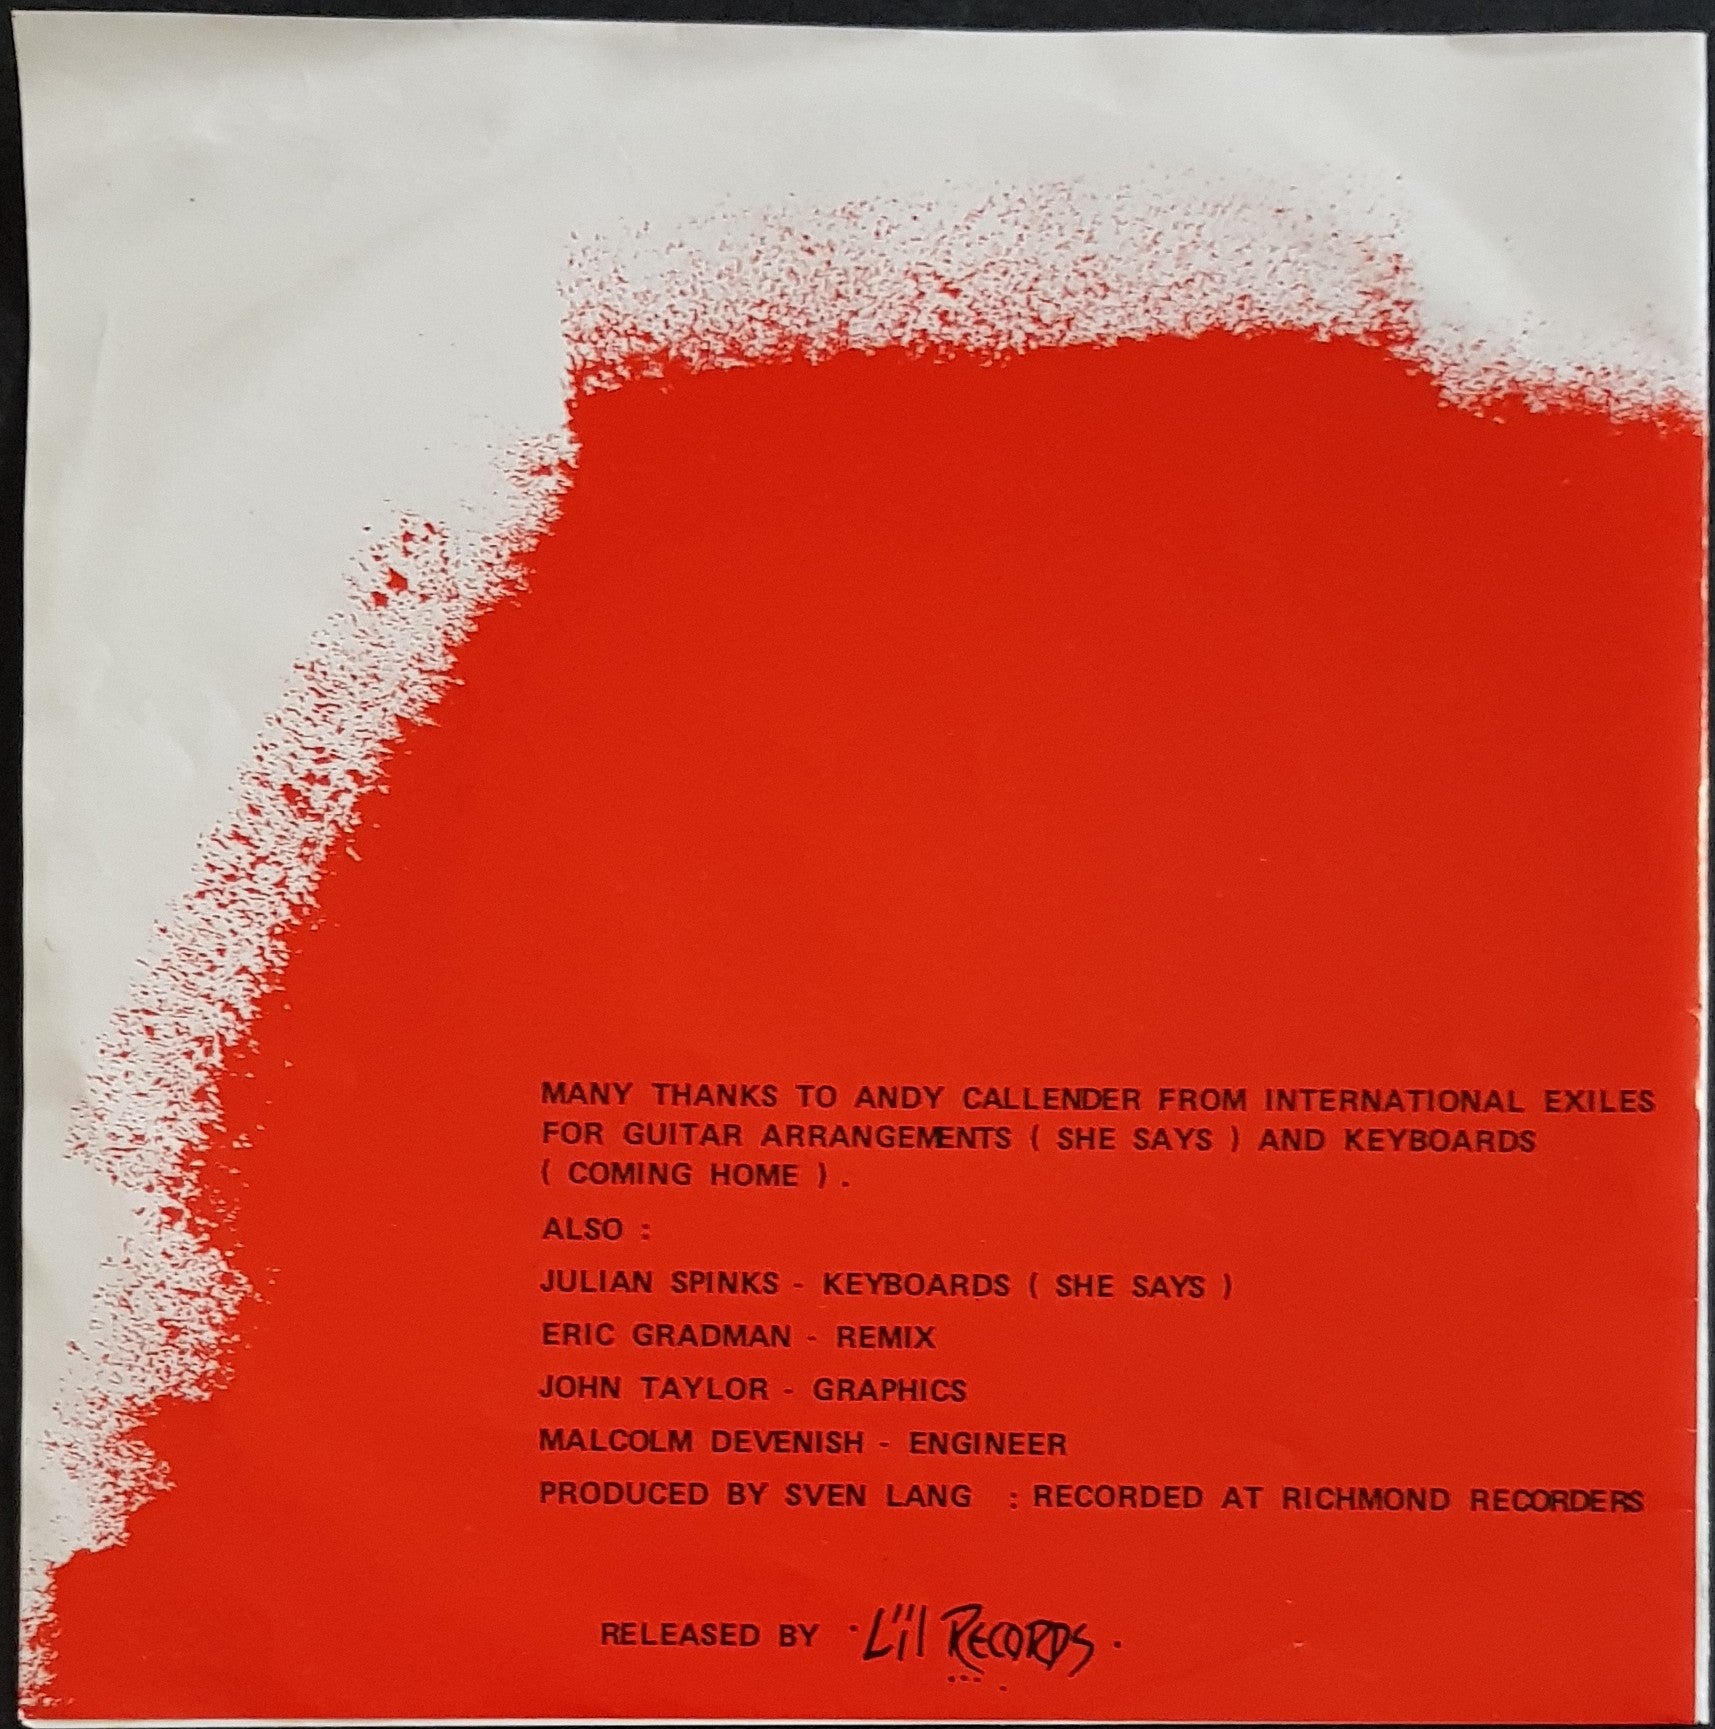 MANY THANKS TO ANDY CALLENDER FROM INTERNATIONAL EXILES
FOR GUITAR ARRANGEMENTS ( SHE SAYS ) AND KEYBOARDS
( COMING HOME ) .
ALSO :
JULIAN SPINKS - KEYBOARDS ( SHE SAYS )
ERIC GRADMAN - REMIX
JOHN TAYLOR - GRAPHICS
MALCOLM DEVENISH - ENGINEER
PRODUCED BY SVEN LANG : RECORDED AT RICHMOND RECORDERS
RELEASED BY · L'il RECORDS .